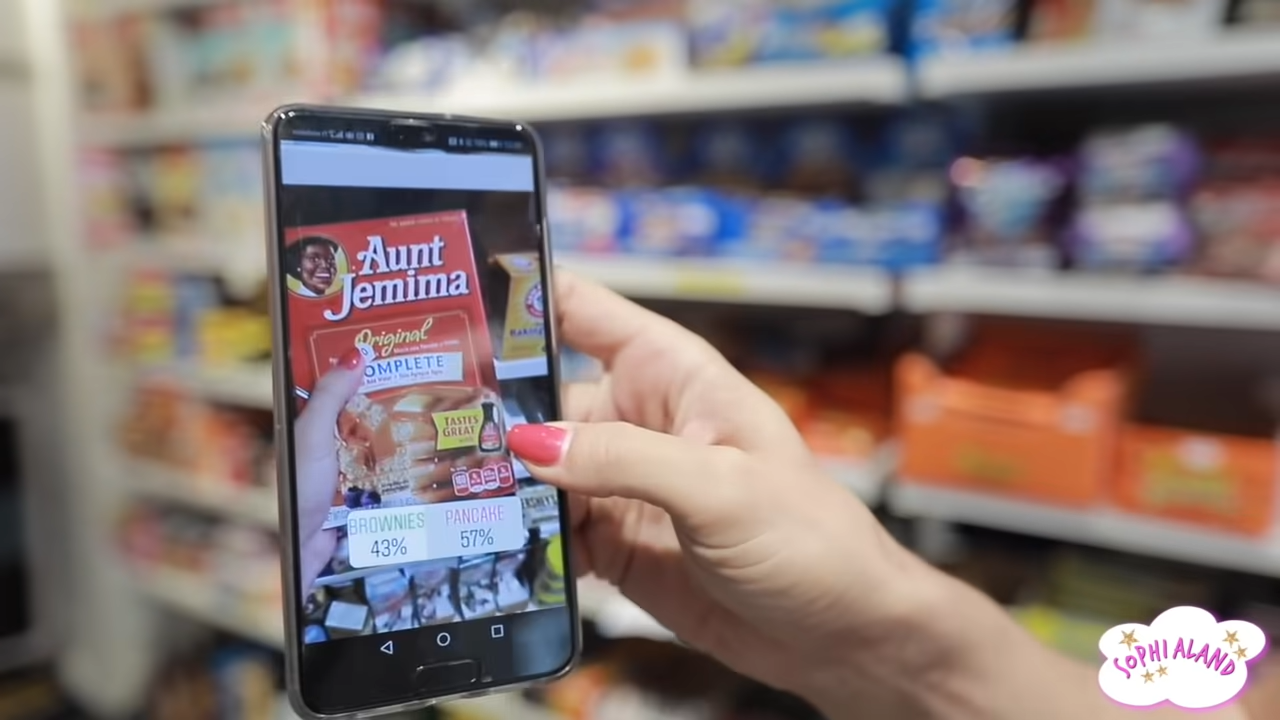 Aunt
Jemima
Original
COMPLETE
TASTES
GREAT
BROWNIES
PANCAKE
43%
57%
SOPHIALAND